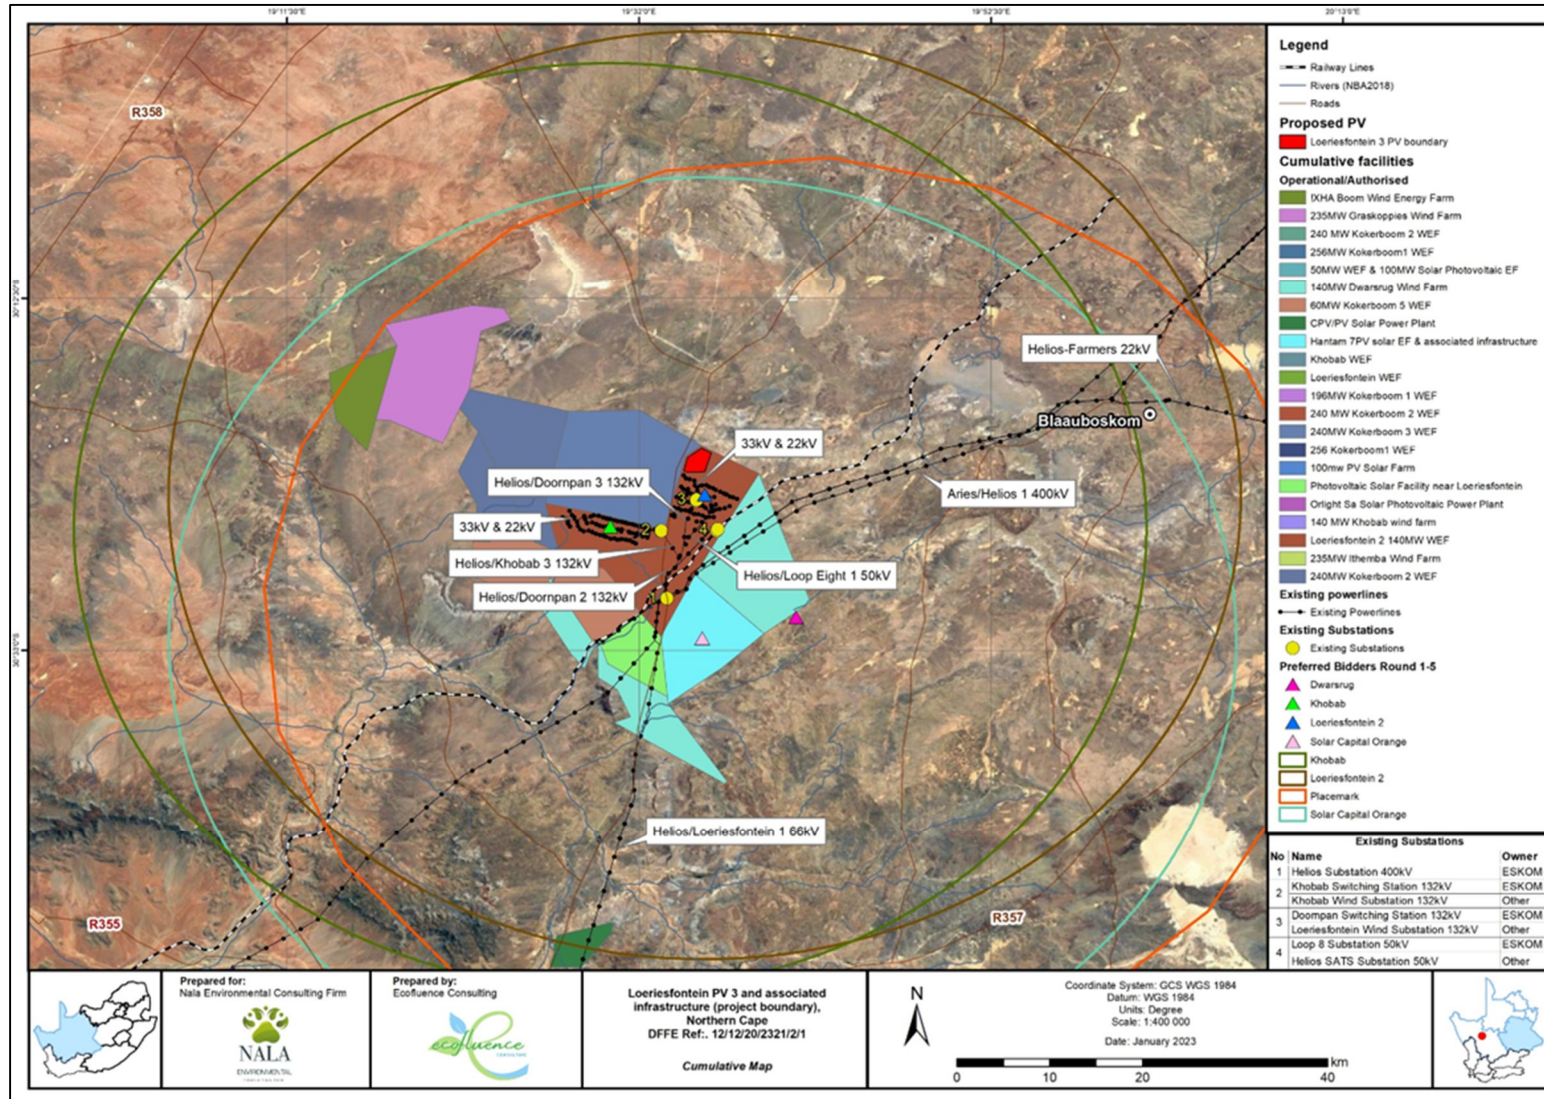 19°11'30"E
19°32'0"E
19°52'30"E
20°13'0"E
30°12'30"S
30°33'0"S
R358
33kV & 22kV
Helios/Doornpan 3 132kV
33kV & 22kV
Helios/Khobab 3 132kV
Helios/Doornpan 2 132kV
Helios/Loop Eight 1 50kV
Helios-Farmers 22kV
Blaauboskom
Aries/Helios 1 400kV
Helios/Loeriesfontein 1 66kV
3
2
4
1
R355
R357
Legend
Railway Lines
Rivers (NBA2018)
Roads
Proposed PV
Loeriesfontein 3 PV boundary
Cumulative facilities
Operational/Authorised
!XHA Boom Wind Energy Farm
235MW Graskoppies Wind Farm
240 MW Kokerboom 2 WEF
256MW Kokerboom1 WEF
50MW WEF & 100MW Solar Photovoltaic EF
140MW Dwarsrug Wind Farm
60MW Kokerboom 5 WEF
CPV/PV Solar Power Plant
Hantam 7PV solar EF & associated infrastructure
Khobab WEF
Loeriesfontein WEF
196MW Kokerboom 1 WEF
240 MW Kokerboom 2 WEF
240MW Kokerboom 3 WEF
256 Kokerboom1 WEF
100mw PV Solar Farm
Photovoltaic Solar Facility near Loeriesfontein
Orlight Sa Solar Photovoltaic Power Plant
140 MW Khobab wind farm
Loeriesfontein 2 140MW WEF
235MW Ithemba Wind Farm
240MW Kokerboom 2 WEF
Existing powerlines
Existing Powerlines
Existing Substations
Existing Substations
Preferred Bidders Round 1-5
Dwarsrug
Khobab
Loeriesfontein 2
Solar Capital Orange
Khobab
Loeriesfontein 2
Placemark
Solar Capital Orange
Existing Substations
No Name Owner
1 Helios Substation 400kV ESKOM
2 Khobab Switching Station 132kV ESKOM
Khobab Wind Substation 132kV Other
3 Doornpan Switching Station 132kV ESKOM
Loeriesfontein Wind Substation 132kV Other
4 Loop 8 Substation 50kV ESKOM
Helios SATS Substation 50kV Other
Prepared for:
Nala Environmental Consulting Firm
NALA
ENVIRONMENTAL
Prepared by:
Ecofluence Consulting
ecofluence
CONSULTING
Loeriesfontein PV 3 and associated
infrastructure (project boundary),
Northern Cape
DFFE Ref:. 12/12/20/2321/2/1
Cumulative Map
N
Coordinate System: GCS WGS 1984
Datum: WGS 1984
Units: Degree
Scale: 1:400 000
Date: January 2023
km
0 10 20 40